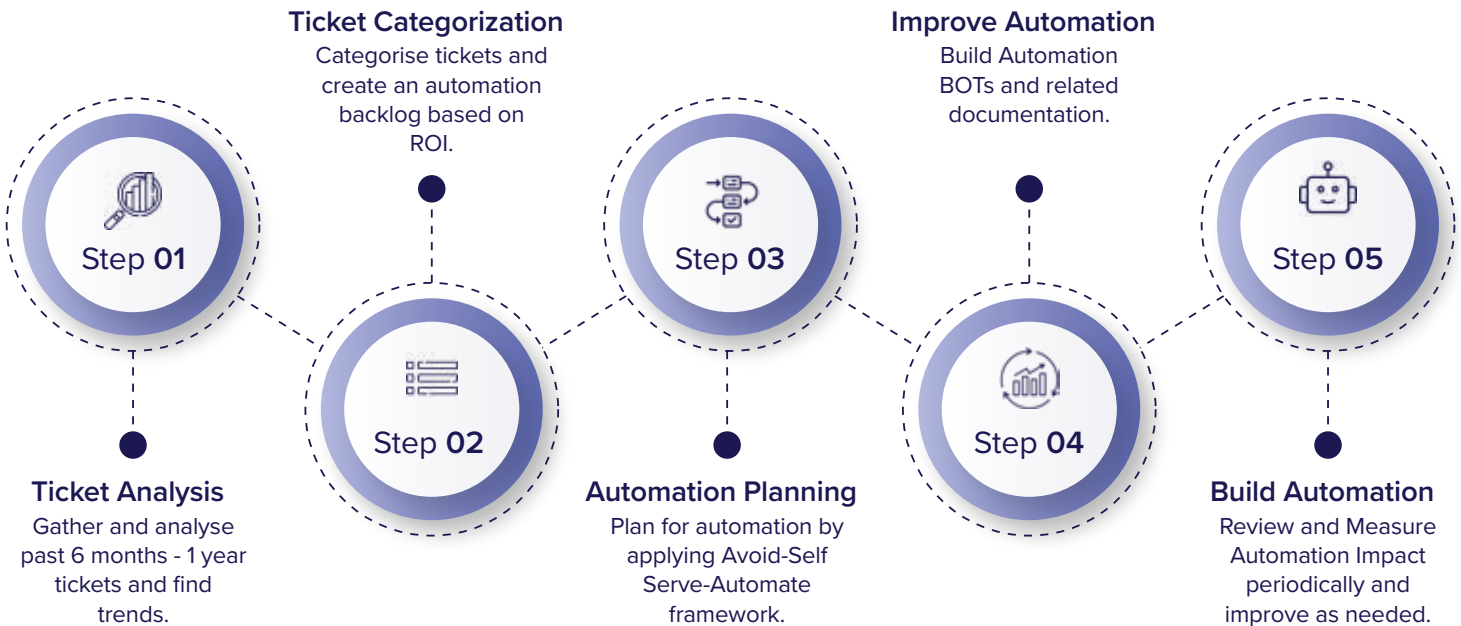 Step 01
Ticket Analysis
Gather and analyse
past 6 months - 1 year
tickets and find
trends.
Ticket Categorization
Categorise tickets and
create an automation
backlog based on
ROI.
Step 02
Step 03
Automation Planning
Plan for automation by
applying Avoid-Self
Serve-Automate
framework.
Improve Automation
Build Automation
BOTs and related
documentation.
Step 04
Step 05
Build Automation
Review and Measure
Automation Impact
periodically and
improve as needed.